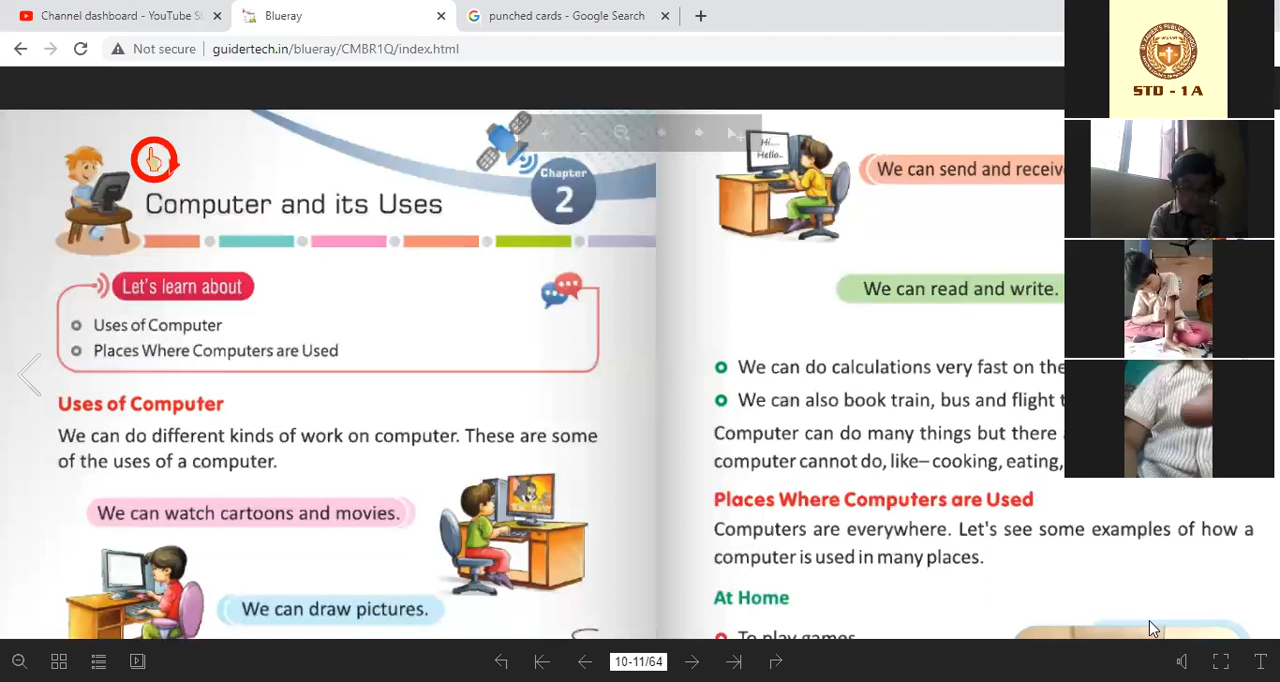 Channel dashboard - YouTube St
Blueray
punched cards - Google Search
Not secure
guidertech.in/blueray/CMBR1Q/index.html
STD - 1A
Chapter
2
Computer and its Uses
Let's learn about
Uses of Computer
Places Where Computers are Used
Uses of Computer
We can do different kinds of work on computer. These are some
of the uses of a computer.
We can watch cartoons and movies.
We can draw pictures.
Hi...
Hello..
We can send and receiv
We can read and write.
We can do calculations very fast on the
We can also book train, bus and flight
Computer can do many things but there
computer cannot do, like– cooking, eating,
Places Where Computers are Used
Computers are everywhere. Let's see some examples of how a
computer is used in many places.
At Home
To play games
10-11/64